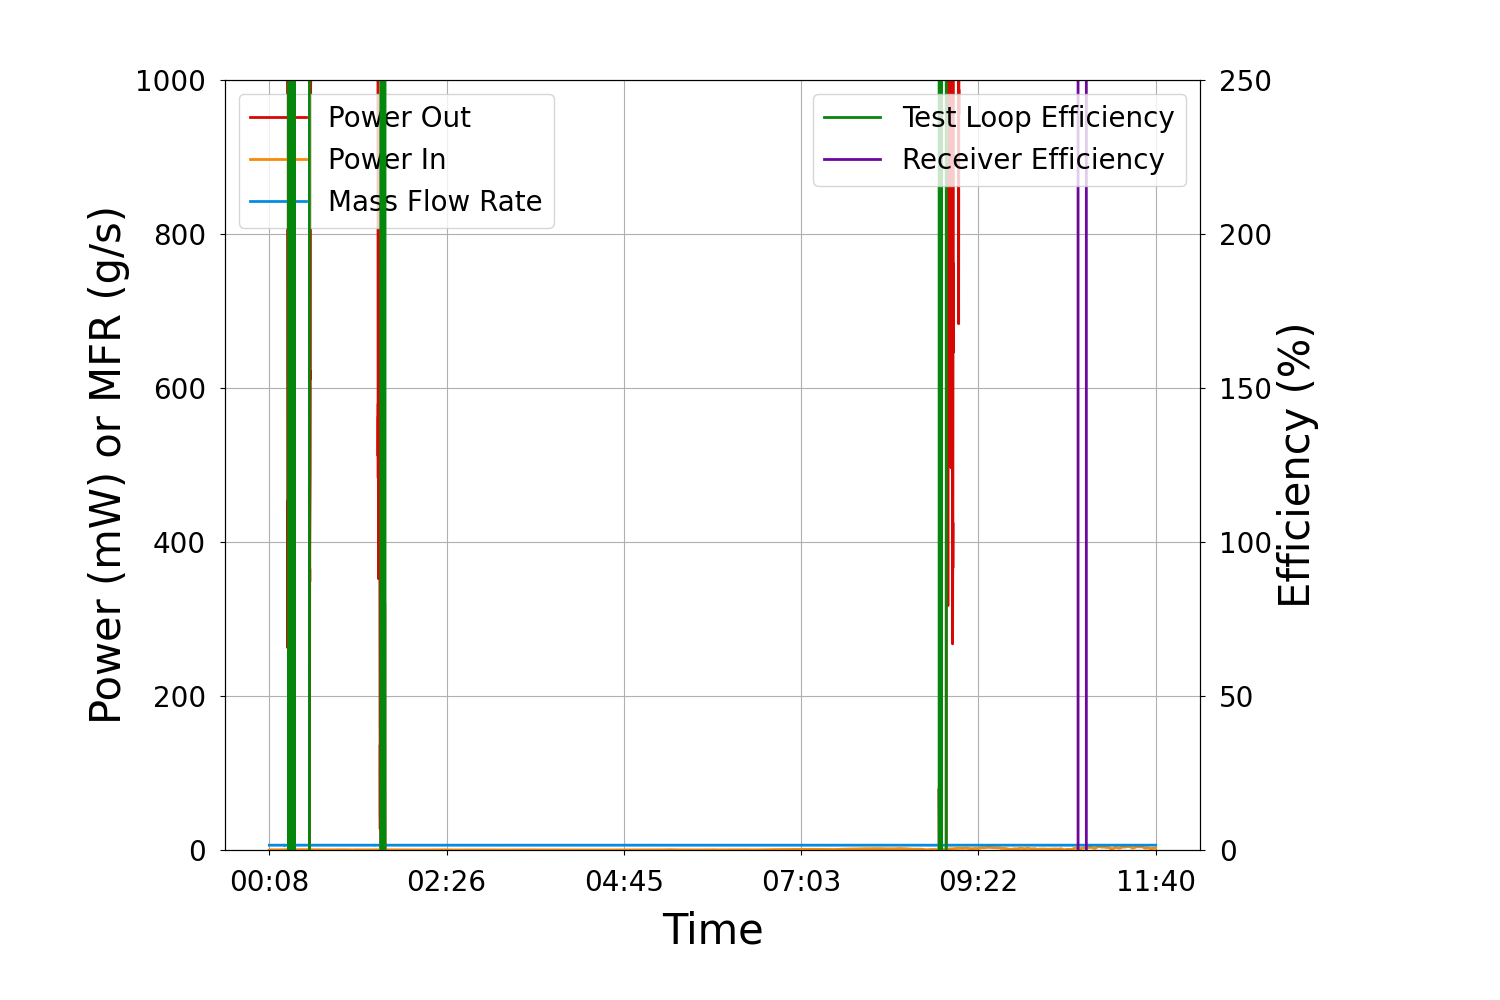 1000
800
600
400
200
0
Power (mW) or MFR (g/s)
Power Out
Power In
Mass Flow Rate
Test Loop Efficiency
Receiver Efficiency
250
200
150
100
50
0
Efficiency (%)
00:08 02:26 04:45 07:03 09:22 11:40
Time